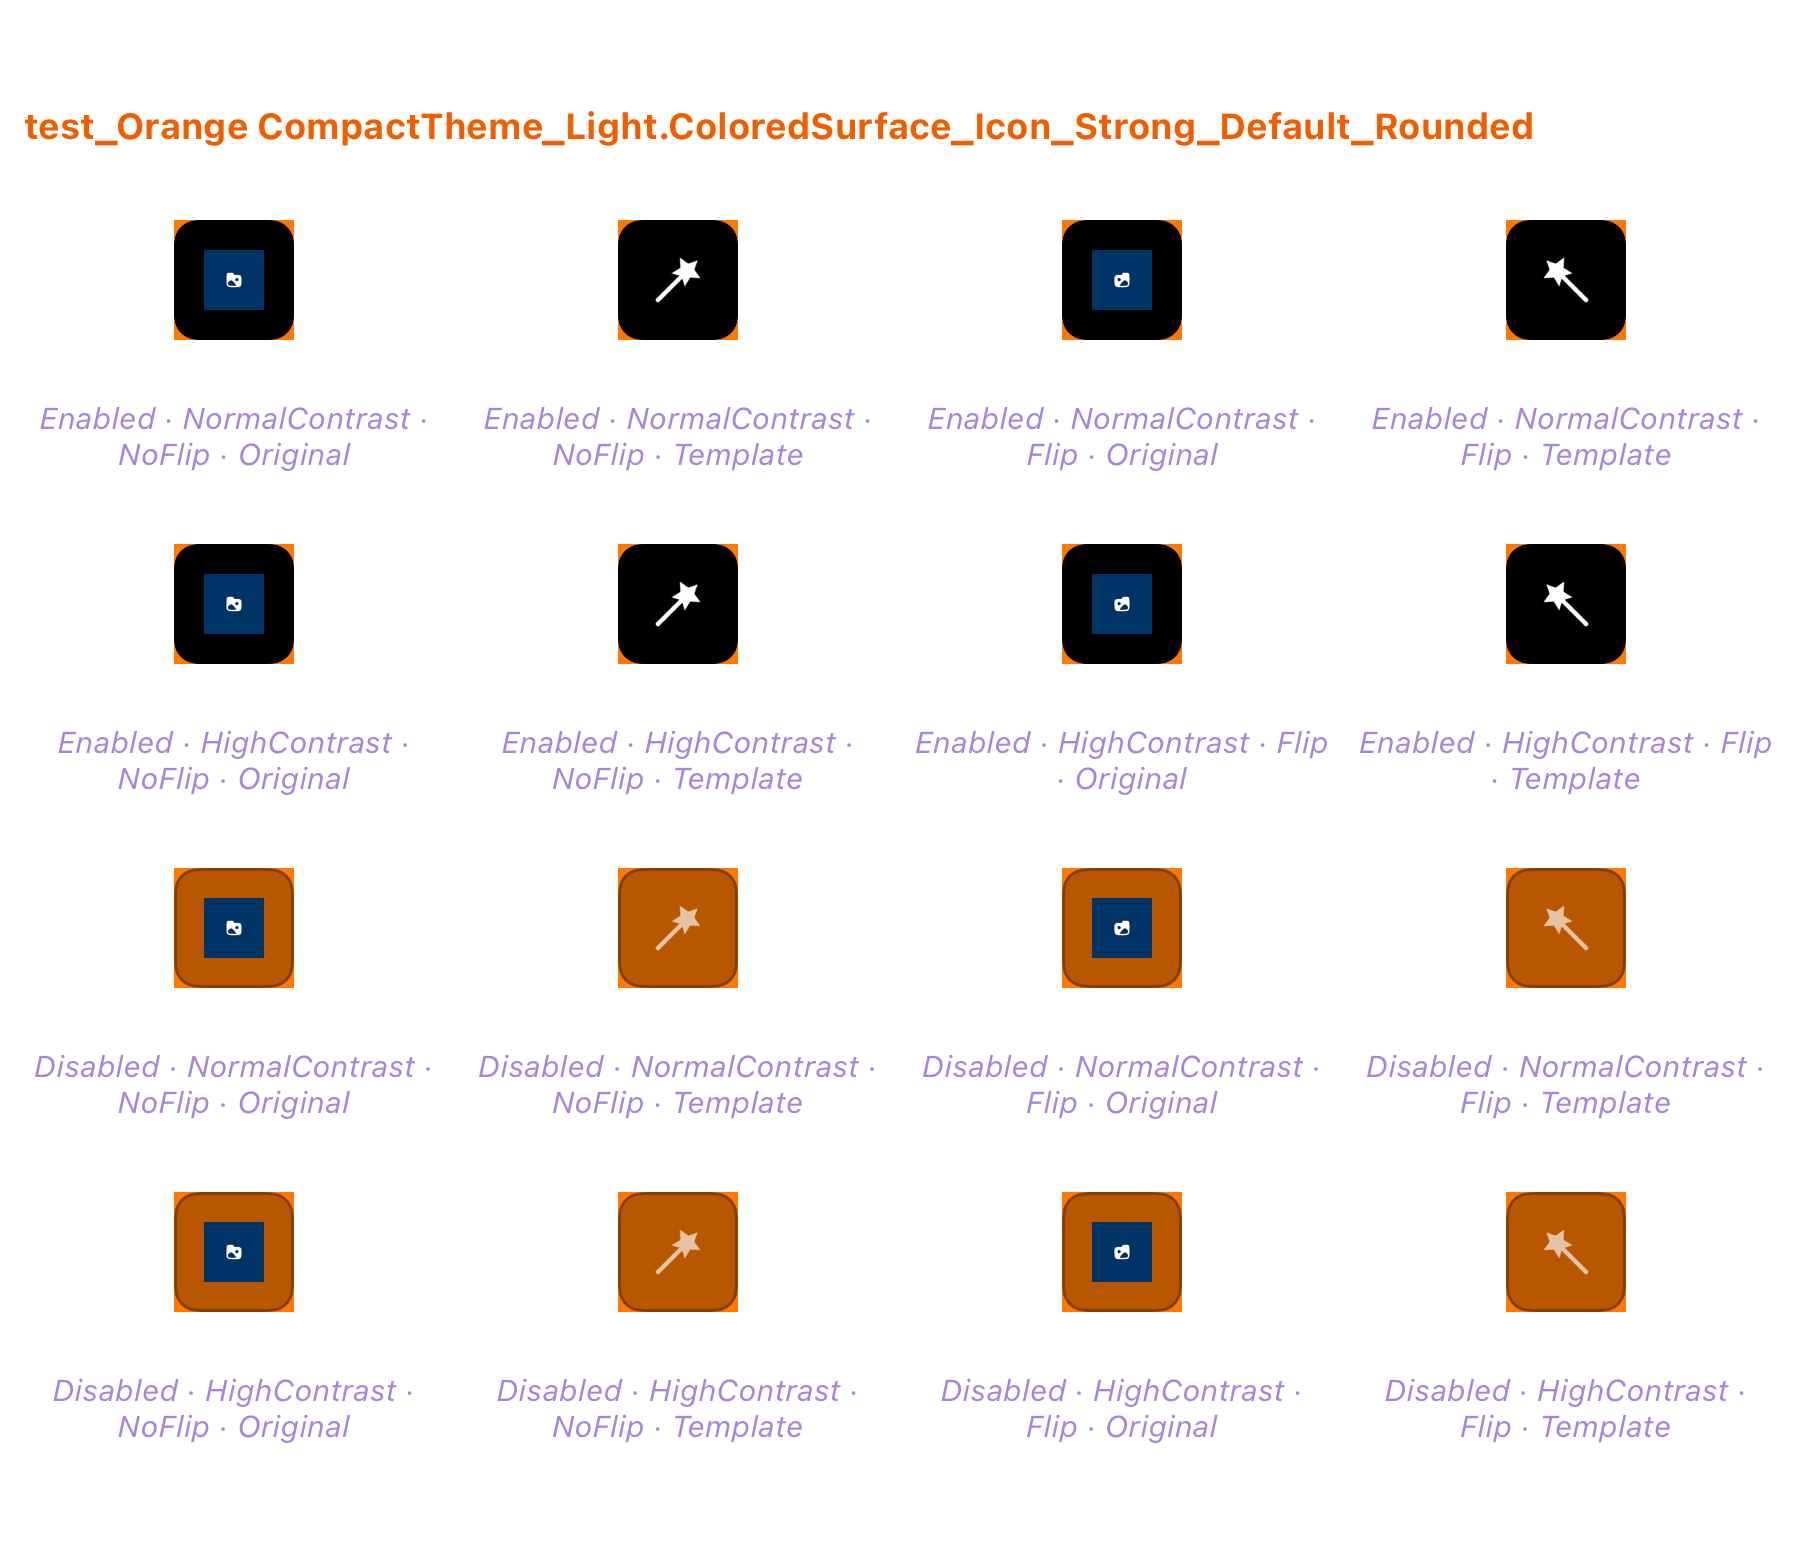 test_Orange CompactTheme_Light.ColoredSurface_Icon_Strong_Default_Rounded
Enabled · NormalContrast ·
NoFlip · Original
Enabled · NormalContrast ·
NoFlip · Template
Enabled · NormalContrast ·
Flip · Original
Enabled · NormalContrast ·
Flip · Template
Enabled · HighContrast ·
NoFlip · Original
Enabled · HighContrast ·
NoFlip · Template
Enabled · HighContrast · Flip
· Original
Enabled · HighContrast · Flip
· Template
Disabled · NormalContrast ·
NoFlip · Original
Disabled · NormalContrast ·
NoFlip · Template
Disabled · NormalContrast ·
Flip · Original
Disabled · NormalContrast ·
Flip · Template
Disabled · HighContrast ·
NoFlip · Original
Disabled · HighContrast ·
NoFlip · Template
Disabled · HighContrast ·
Flip · Original
Disabled · HighContrast ·
Flip · Template